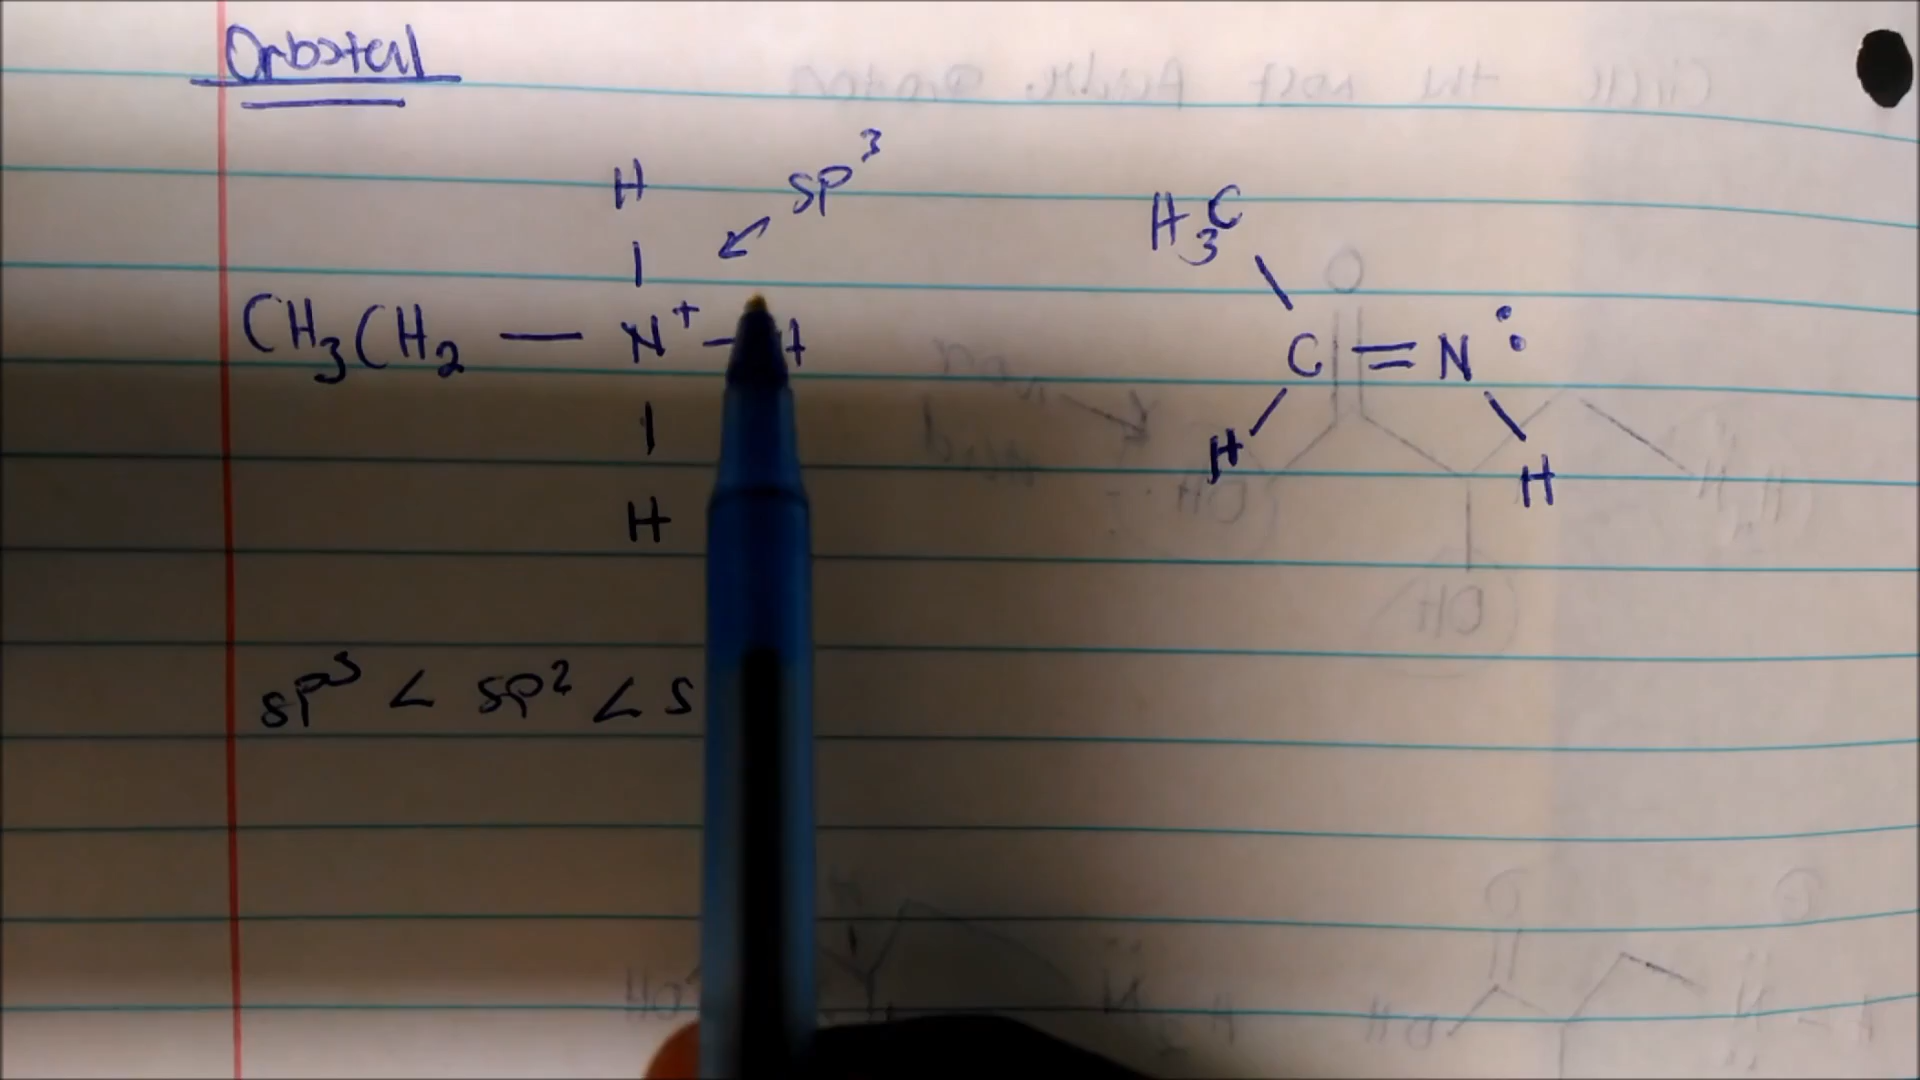 Orbital
H
sp³
CH₃CH₂ — N⁺ —
H
H₃C
C = N :
H
H
sp³ < sp² < s